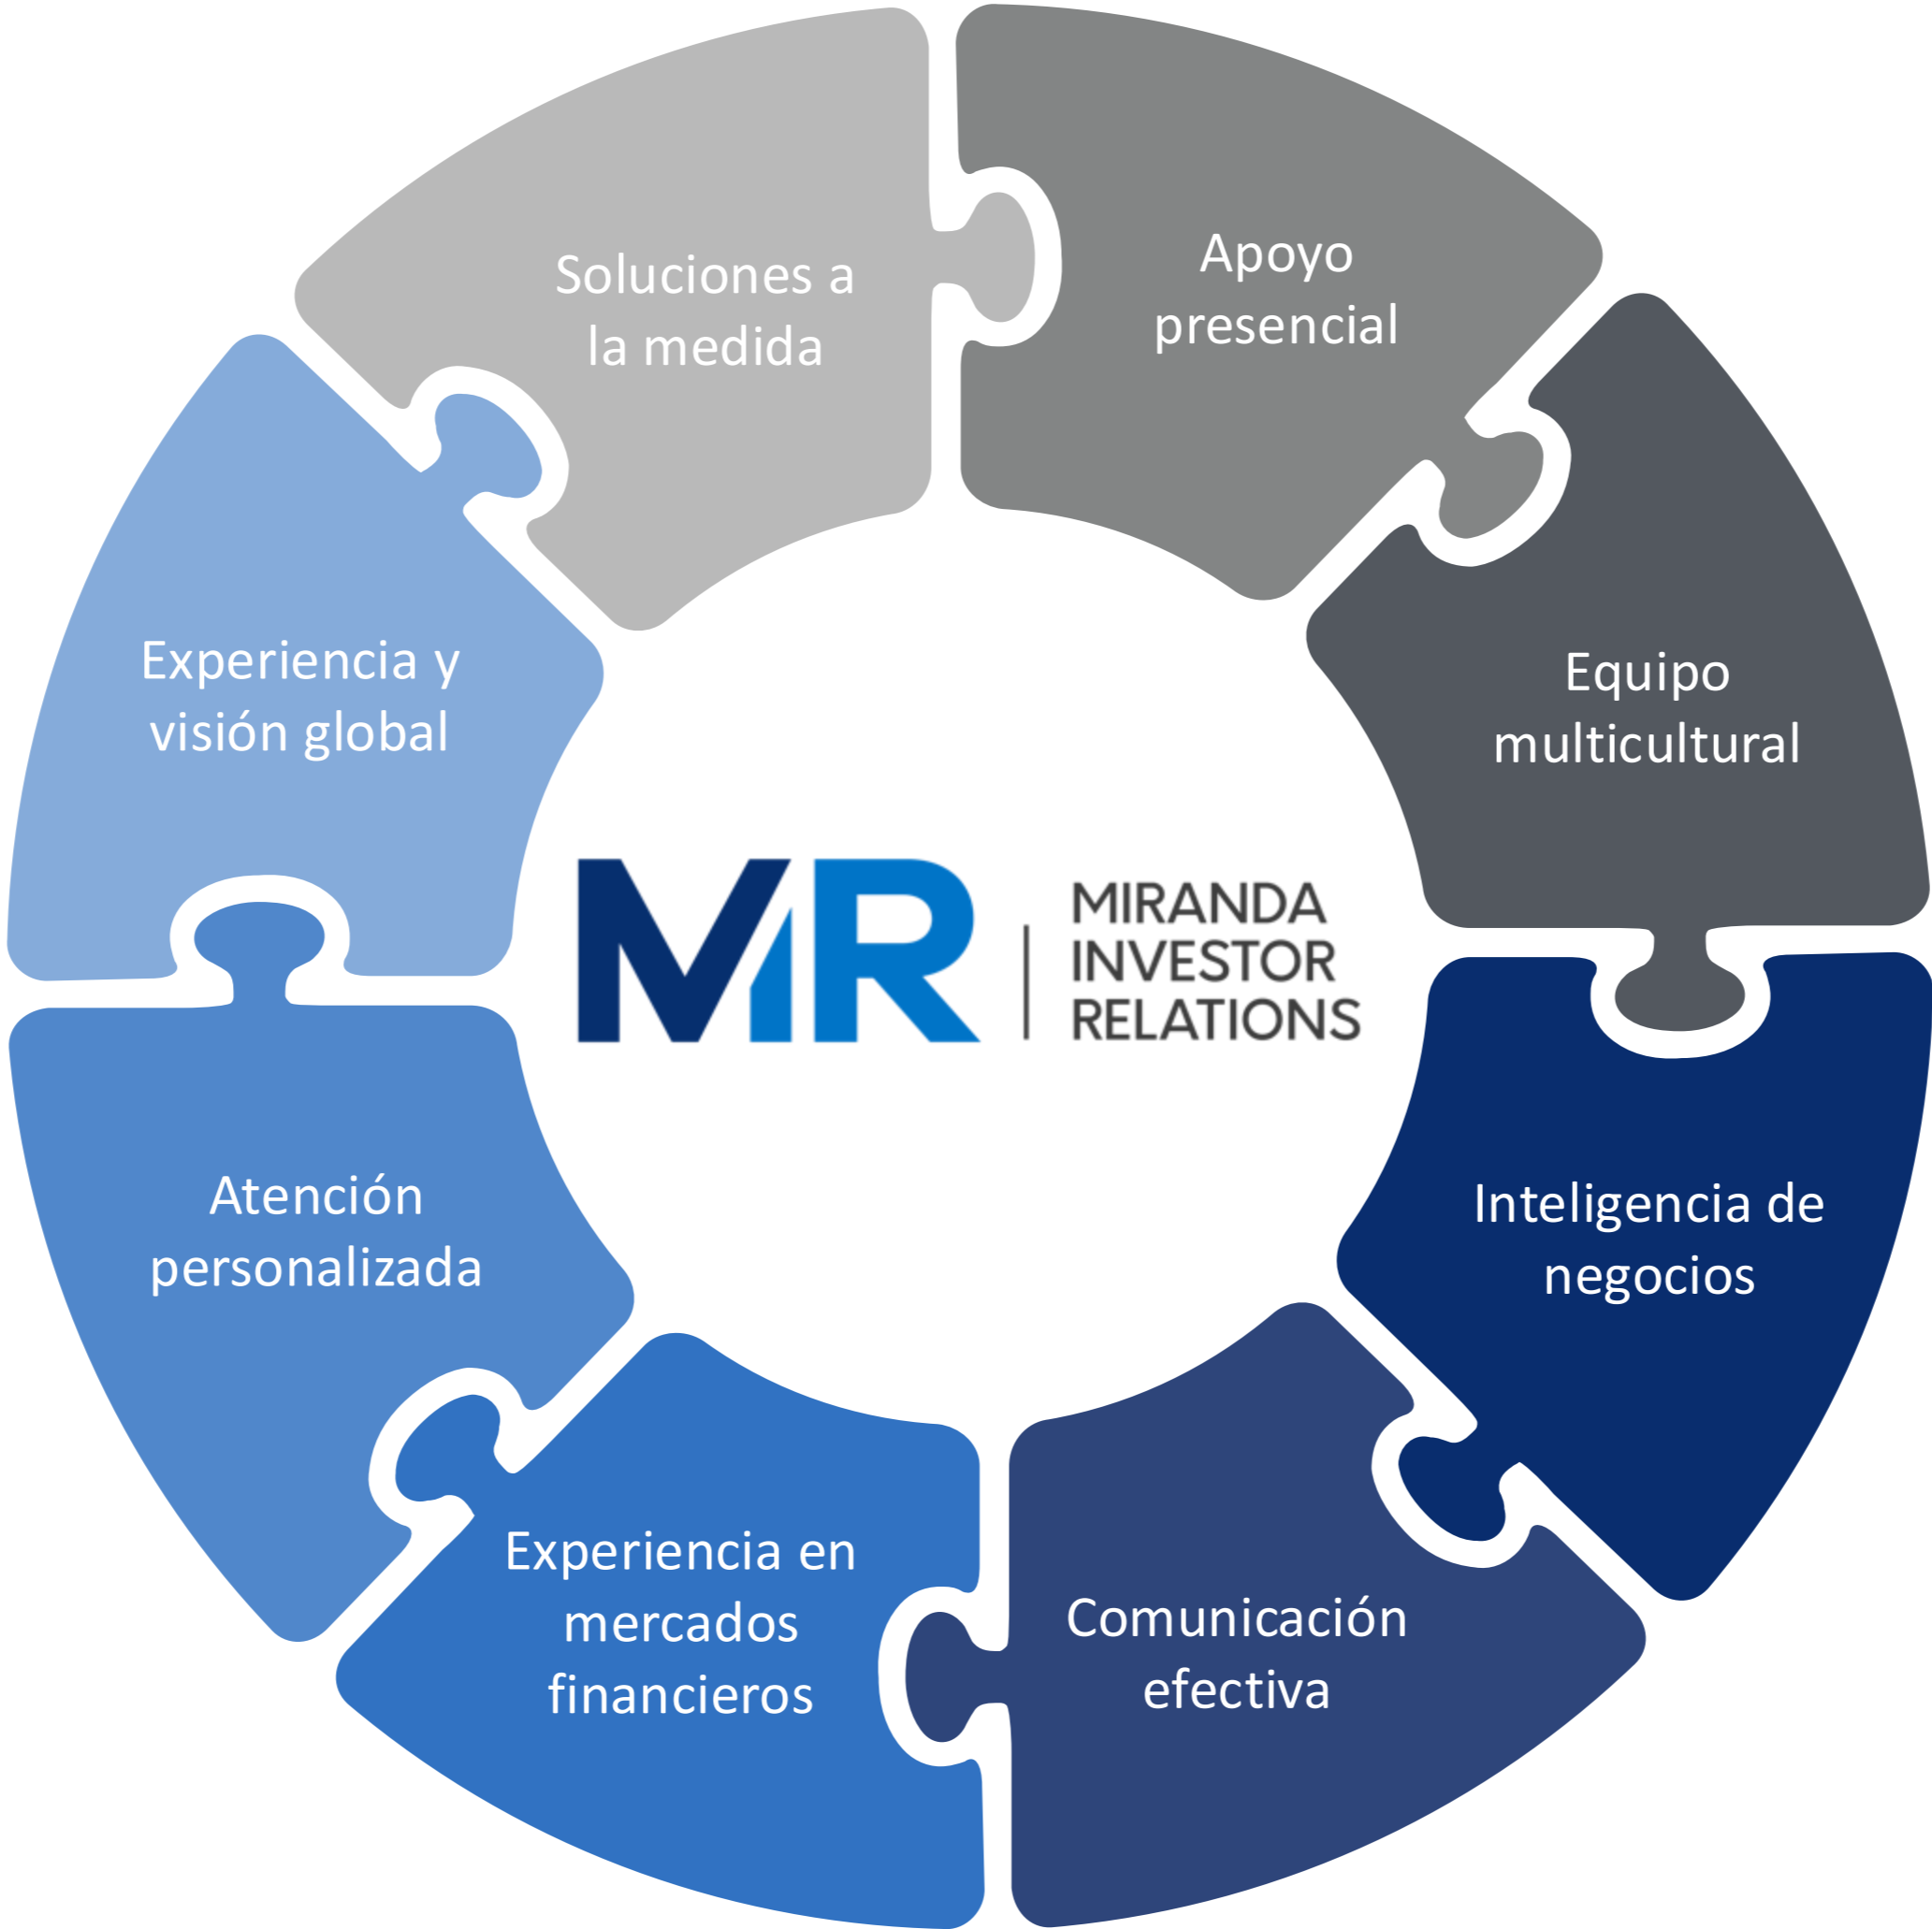 Soluciones a
la medida
Apoyo
presencial
Equipo
multicultural
Inteligencia de
negocios
Comunicación
efectiva
Experiencia en
mercados
financieros
Atención
personalizada
Experiencia y
visión global
MR
MIRANDA
INVESTOR
RELATIONS